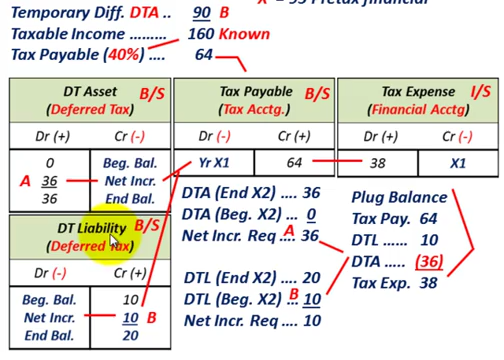 X = 95 Pretax financial
Temporary Diff. DTA .. 90 B
Taxable Income ......... 160 Known
Tax Payable (40%) .... 64
DT Asset B/S
(Deferred Tax)
Dr (+) Cr (-)
0 Beg. Bal.
A 36 Net Incr.
36 End Bal.
Tax Payable B/S
(Tax Acctg.)
Dr (-) Cr (+)
Yr X1 64
Tax Expense I/S
(Financial Acctg)
Dr (+) Cr (-)
38 X1
DT Liability B/S
(Deferred Tax)
Dr (-) Cr (+)
Beg. Bal. 10
Net Incr. 10 B
End Bal. 20
DTA (End X2) .... 36
DTA (Beg. X2) ... 0
Net Incr. Req .... 36
A
DTL (End X2) .... 20
DTL (Beg. X2) ... 10
B
Net Incr. Req .... 10
Plug Balance
Tax Pay. 64
DTL ...... 10
DTA ..... (36)
Tax Exp. 38